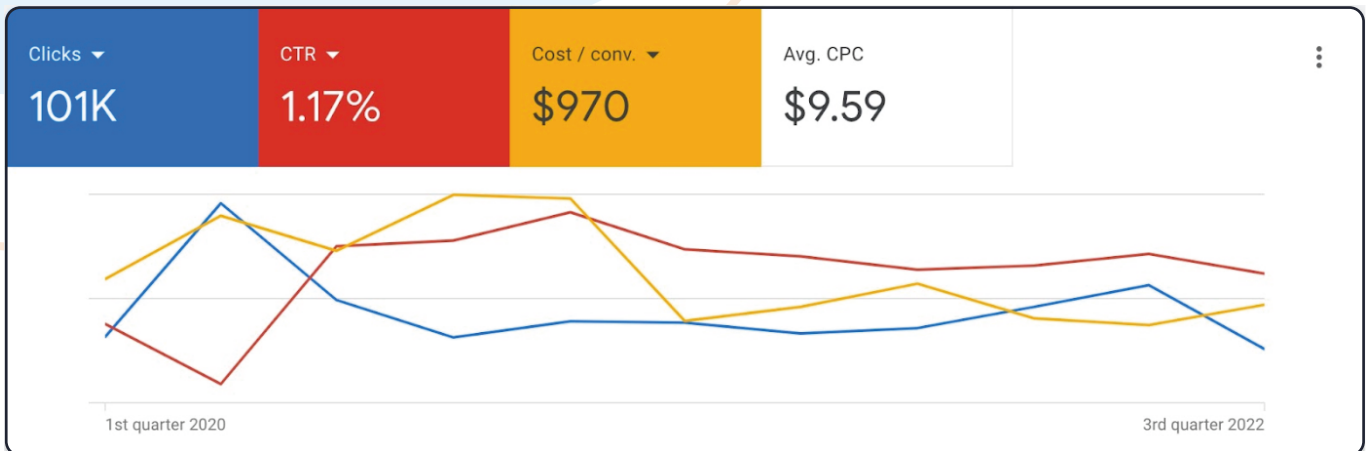 Clicks
101K
CTR
1.17%
Cost / conv.
$970
Avg. CPC
$9.59
1st quarter 2020
3rd quarter 2022